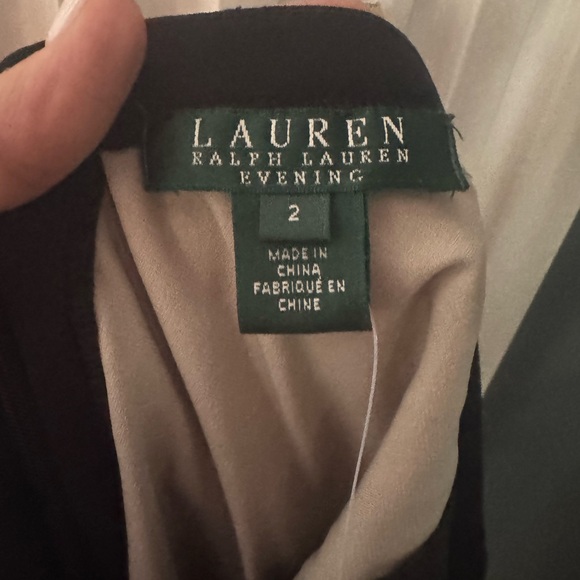 LAUREN
RALPH LAUREN
EVENING
2
MADE IN
CHINA
FABRIQUÉ EN
CHINE